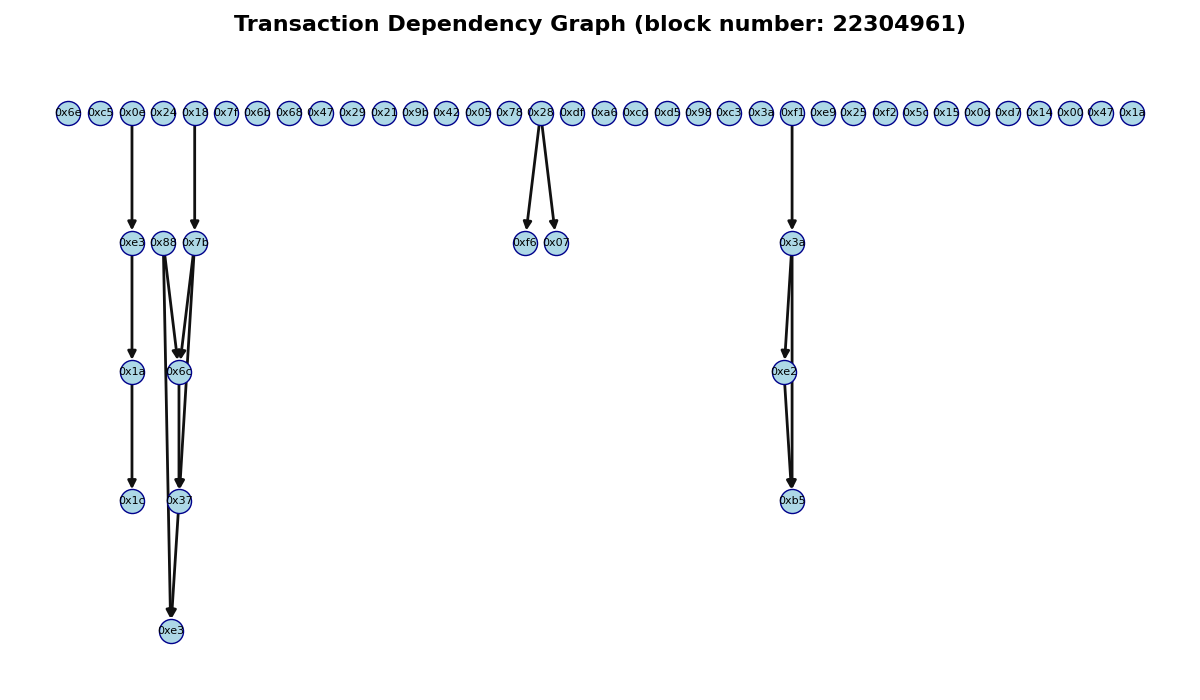 Transaction Dependency Graph (block number: 22304961)
0x6e 0xc5 0x0e 0x24 0x18 0x7f 0x6b 0x68 0x47 0x29 0x21 0x9b 0x42 0x05 0x78 0x28 0xdf 0xa6 0xcd 0xd5 0x98 0xc3 0x3a 0xf1 0xe9 0x25 0xf2 0x5c 0x15 0x0d 0xd7 0x14 0x00 0x47 0x1a
0xe3 0x88 0x7b 0xf6 0x07 0x3a
0x1a 0x6c 0xe2
0x1c 0x37 0xb5
0xe3